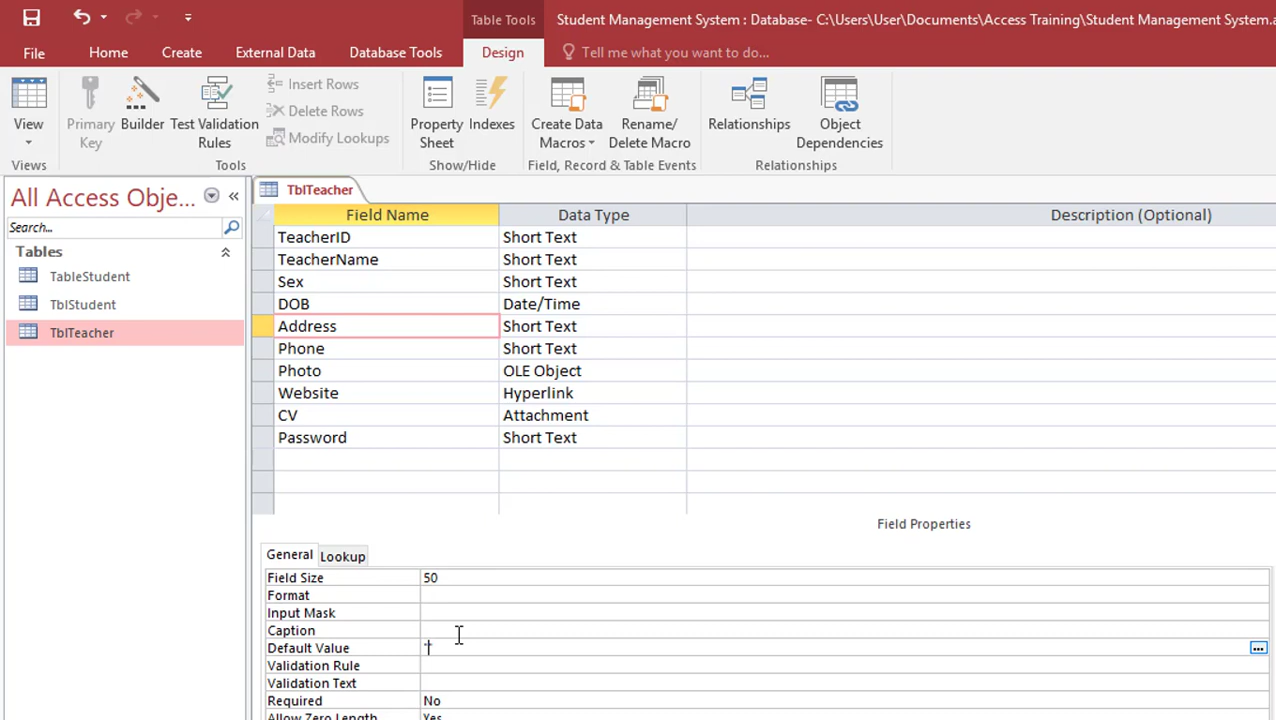 Table Tools
Student Management System : Database- C:\Users\User\Documents\Access Training\Student Management System.a
File
Home
Create
External Data
Database Tools
Design
Tell me what you want to do...
View
Primary Key
Builder
Test Validation Rules
Insert Rows
Delete Rows
Modify Lookups
Property Sheet
Indexes
Create Data Macros
Rename/ Delete Macro
Relationships
Object Dependencies
Views
Tools
Show/Hide
Field, Record & Table Events
Relationships
All Access Obje...
Search...
Tables
TableStudent
TblStudent
TblTeacher
TblTeacher
Field Name
Data Type
Description (Optional)
TeacherID Short Text
TeacherName Short Text
Sex Short Text
DOB Date/Time
Address Short Text
Phone Short Text
Photo OLE Object
Website Hyperlink
CV Attachment
Password Short Text
Field Properties
General
Lookup
Field Size 50
Format
Input Mask
Caption
Default Value
Validation Rule
Validation Text
Required No
Allow Zero Length Yes